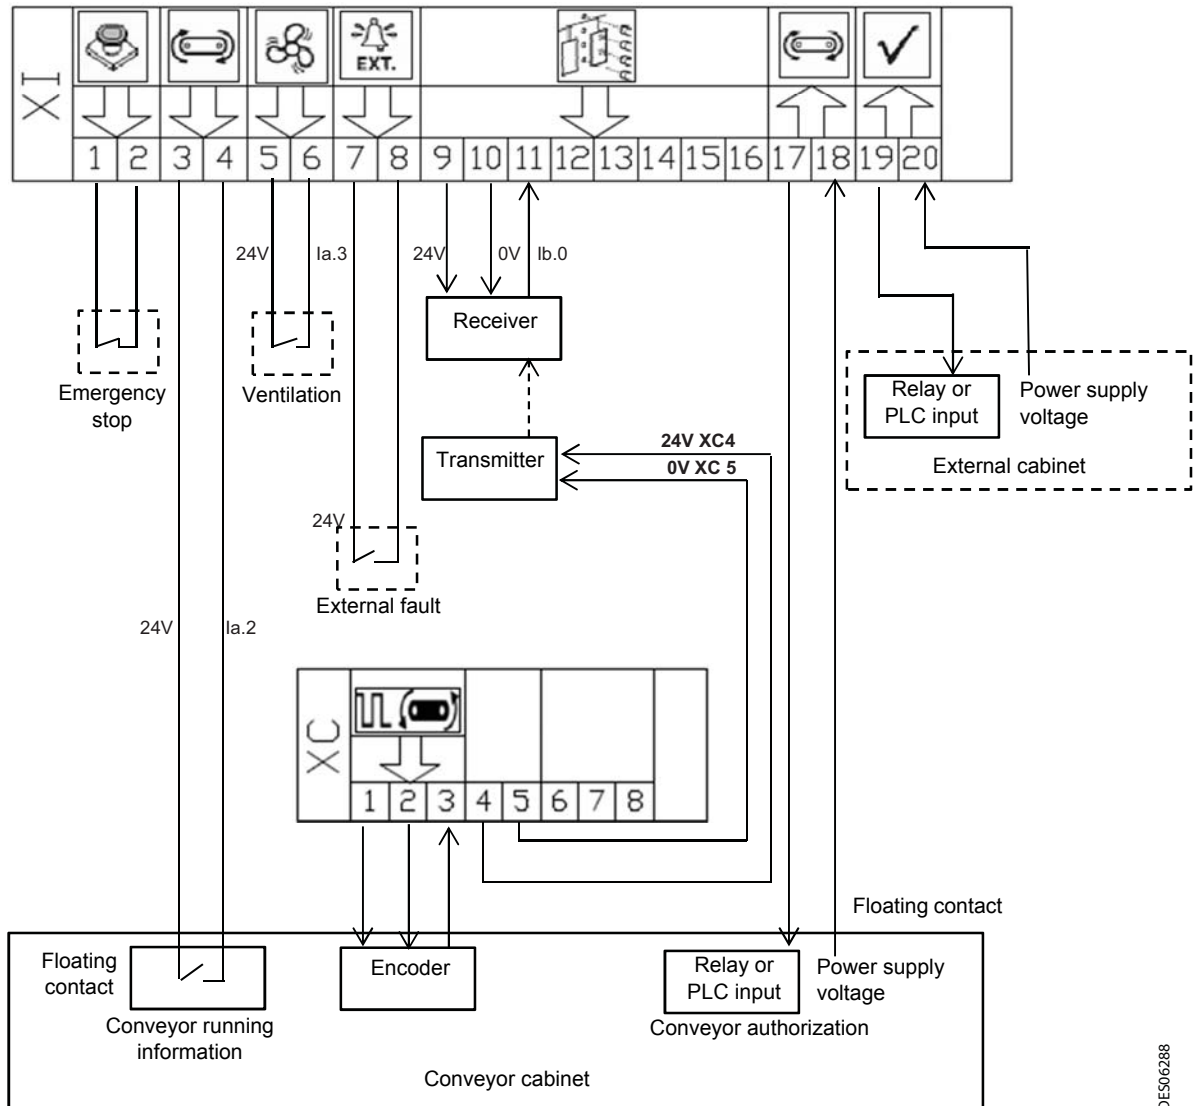 EXT.
XI
1 2 3 4 5 6 7 8 9 10 11 12 13 14 15 16 17 18 19 20
24V Ia.3 24V 0V Ib.0
Receiver
Emergency
stop
Ventilation
Relay or
PLC input
Power supply
voltage
External cabinet
Transmitter
24V XC4
0V XC 5
24V
External fault
24V Ia.2
XC
1 2 3 4 5 6 7 8
Floating contact
Floating
contact
Encoder
Relay or
PLC input
Power supply
voltage
Conveyor running
information
Conveyor authorization
Conveyor cabinet
DES06288